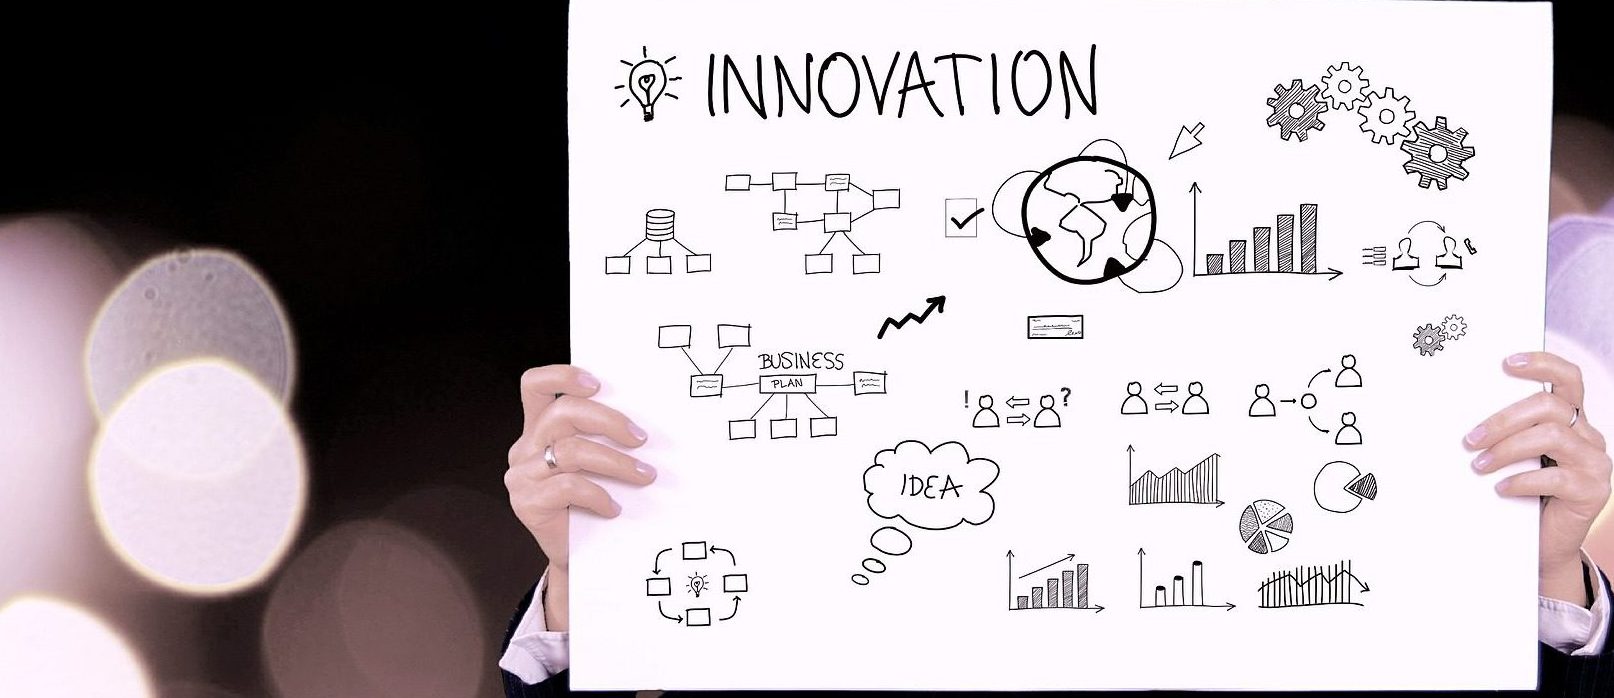 INNOVATION
BUSINESS
PLAN
!
?
IDEA